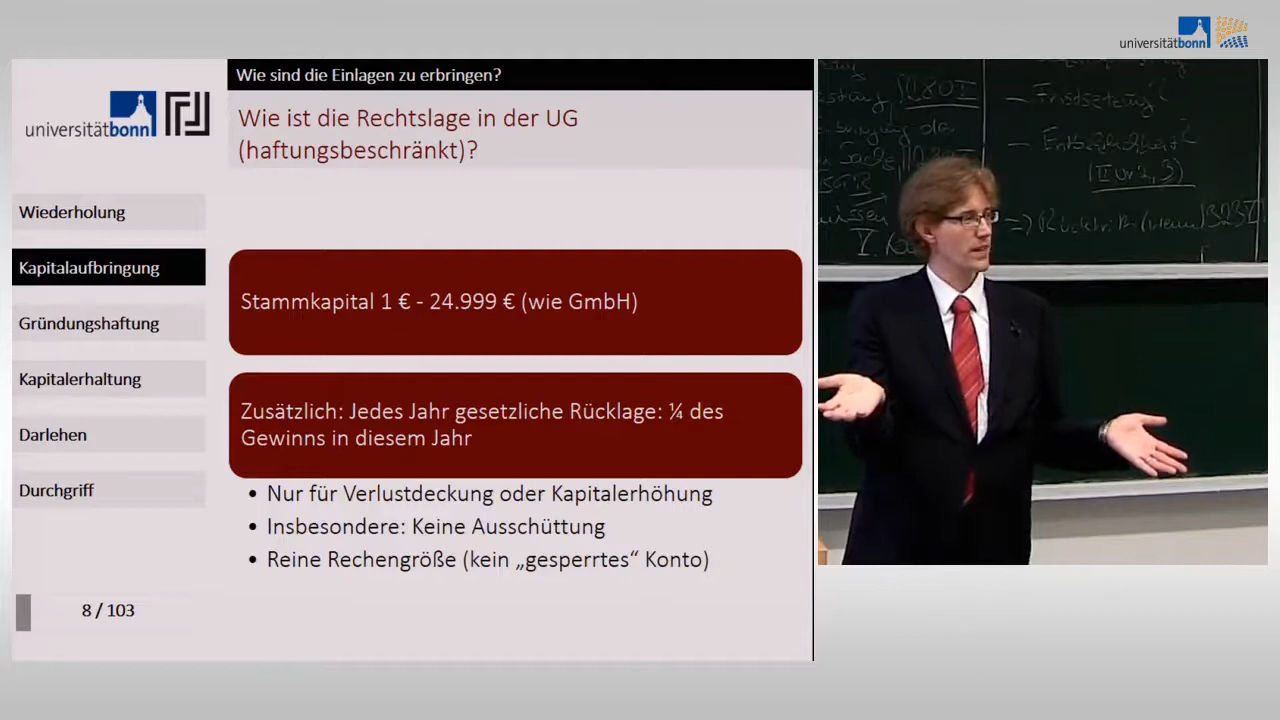 universitätbonn
Wie sind die Einlagen zu erbringen?
universitätbonn
Wie ist die Rechtslage in der UG
(haftungsbeschränkt)?
Wiederholung
Kapitalaufbringung
Gründungshaftung
Kapitalerhaltung
Darlehen
Durchgriff
8 / 103
Stammkapital 1 € - 24.999 € (wie GmbH)
Zusätzlich: Jedes Jahr gesetzliche Rücklage: ¼ des
Gewinns in diesem Jahr
• Nur für Verlustdeckung oder Kapitalerhöhung
• Insbesondere: Keine Ausschüttung
• Reine Rechengröße (kein „gesperrtes“ Konto)
– Fristsetzung?